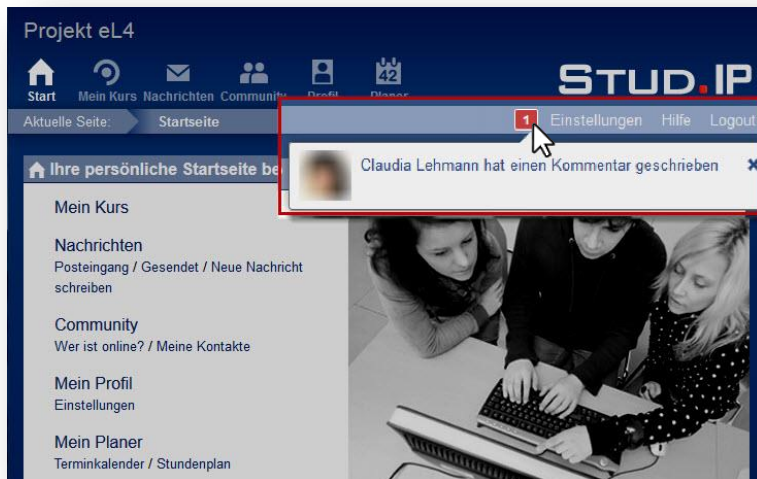 Projekt eL4
42
Start Mein Kurs Nachrichten Community Profil Planer
STUD.IP
Aktuelle Seite: Startseite
1 Einstellungen Hilfe Logout
Claudia Lehmann hat einen Kommentar geschrieben
Ihre persönliche Startseite be
Mein Kurs
Nachrichten
Posteingang / Gesendet / Neue Nachricht
schreiben
Community
Wer ist online? / Meine Kontakte
Mein Profil
Einstellungen
Mein Planer
Terminkalender / Stundenplan